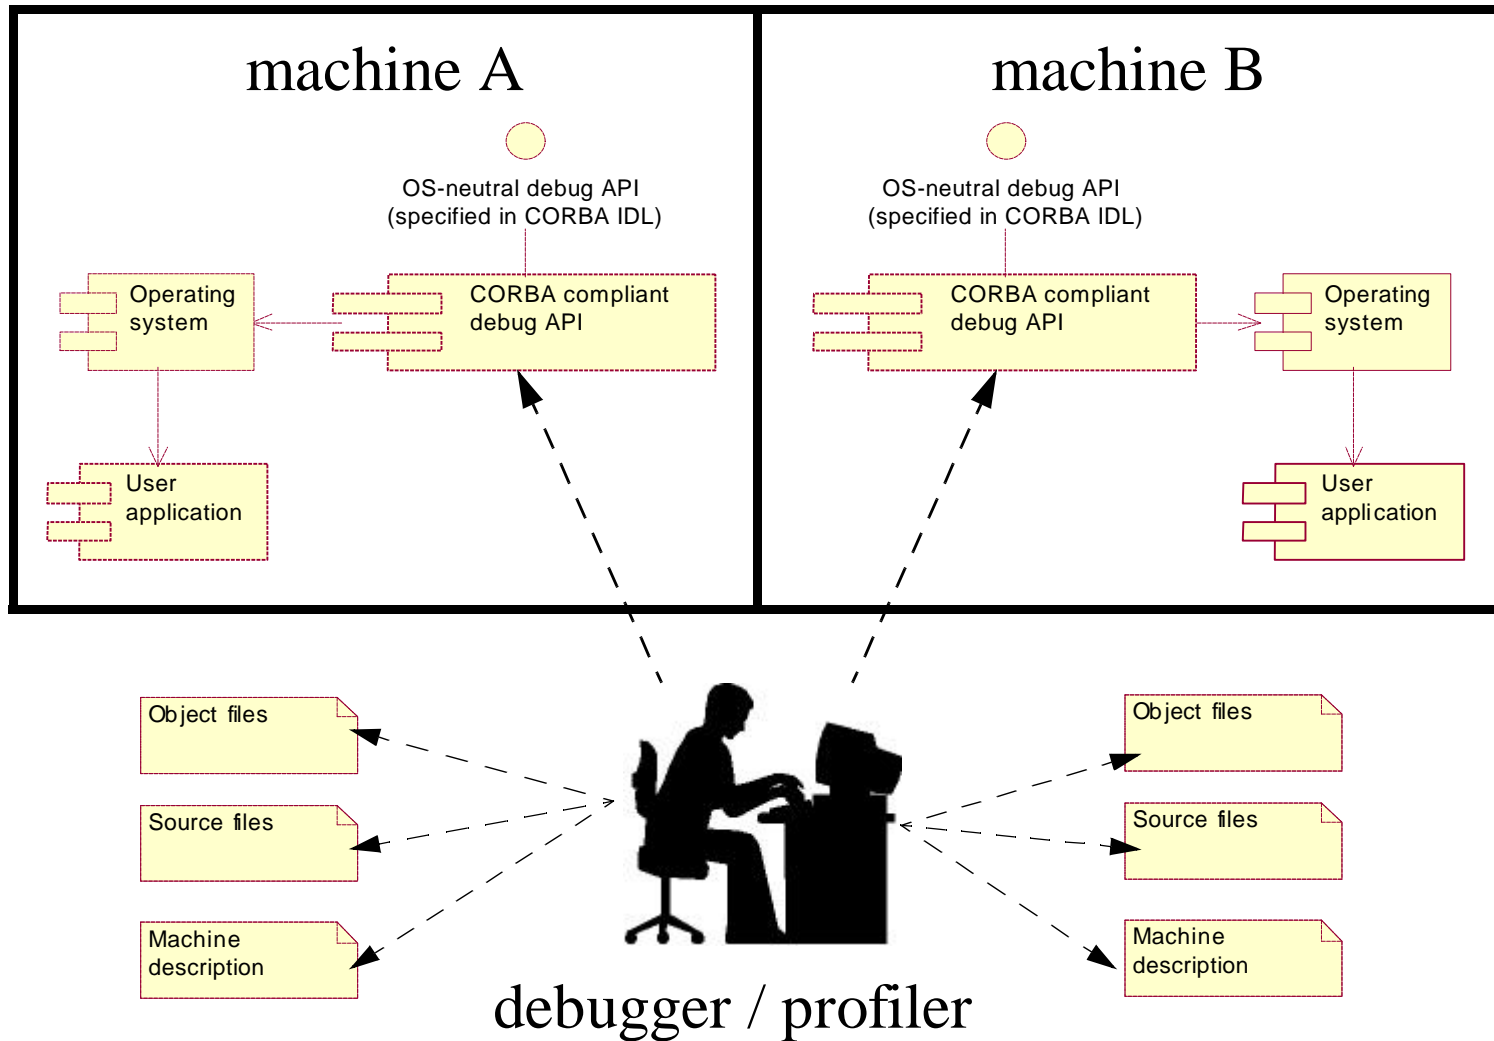 machine A
machine B
OS-neutral debug API
(specified in CORBA IDL)
OS-neutral debug API
(specified in CORBA IDL)
Operating
system
CORBA compliant
debug API
CORBA compliant
debug API
Operating
system
User
application
User
application
Object files
Source files
Machine
description
Object files
Source files
Machine
description
debugger / profiler